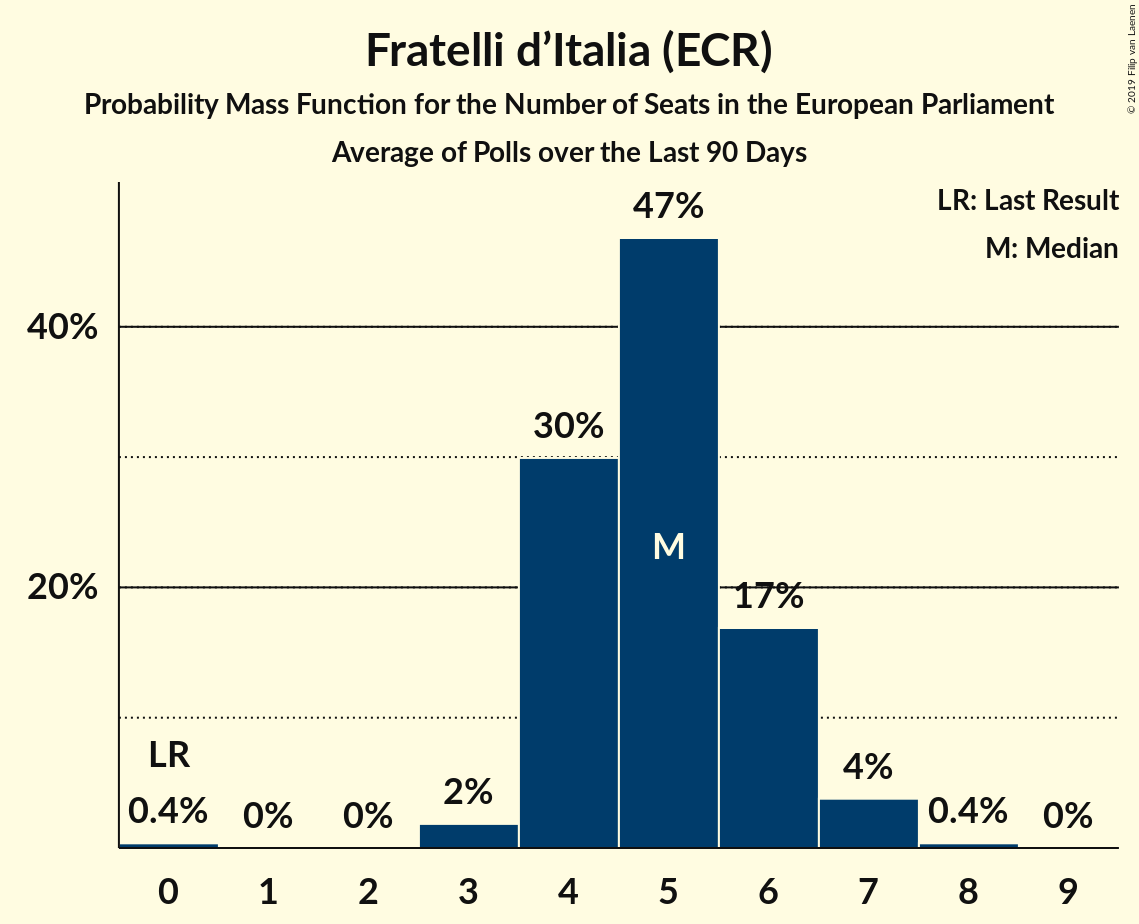 Fratelli d’Italia (ECR)
Probability Mass Function for the Number of Seats in the European Parliament
Average of Polls over the Last 90 Days
© 2019 Filip van Laenen
LR: Last Result
M: Median
47%
40%
30%
M
20%
17%
LR
4%
2%
0.4%
0%
0%
0.4%
0%
0 1 2 3 4 5 6 7 8 9